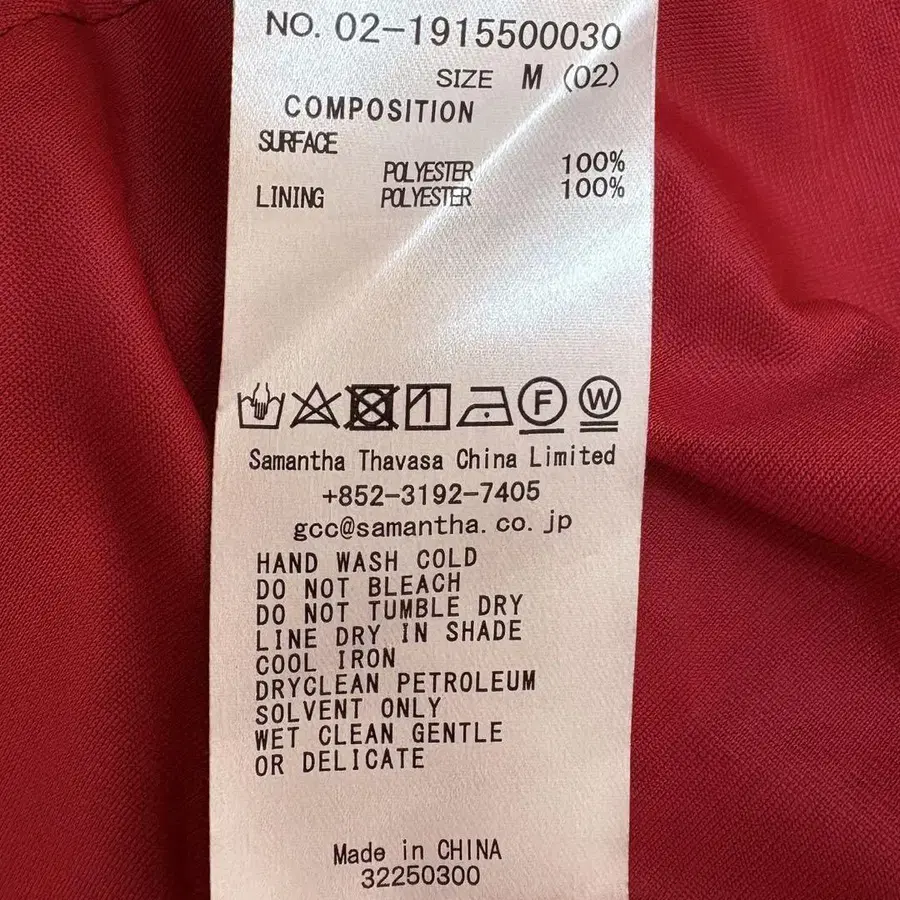 NO. 02-1915500030
SIZE M (02)
COMPOSITION
SURFACE
POLYESTER 100%
LINING POLYESTER 100%
F W
Samantha Thavasa China Limited
+852-3192-7405
gcc@samantha.co.jp
HAND WASH COLD
DO NOT BLEACH
DO NOT TUMBLE DRY
LINE DRY IN SHADE
COOL IRON
DRYCLEAN PETROLEUM
SOLVENT ONLY
WET CLEAN GENTLE
OR DELICATE
Made in CHINA
32250300